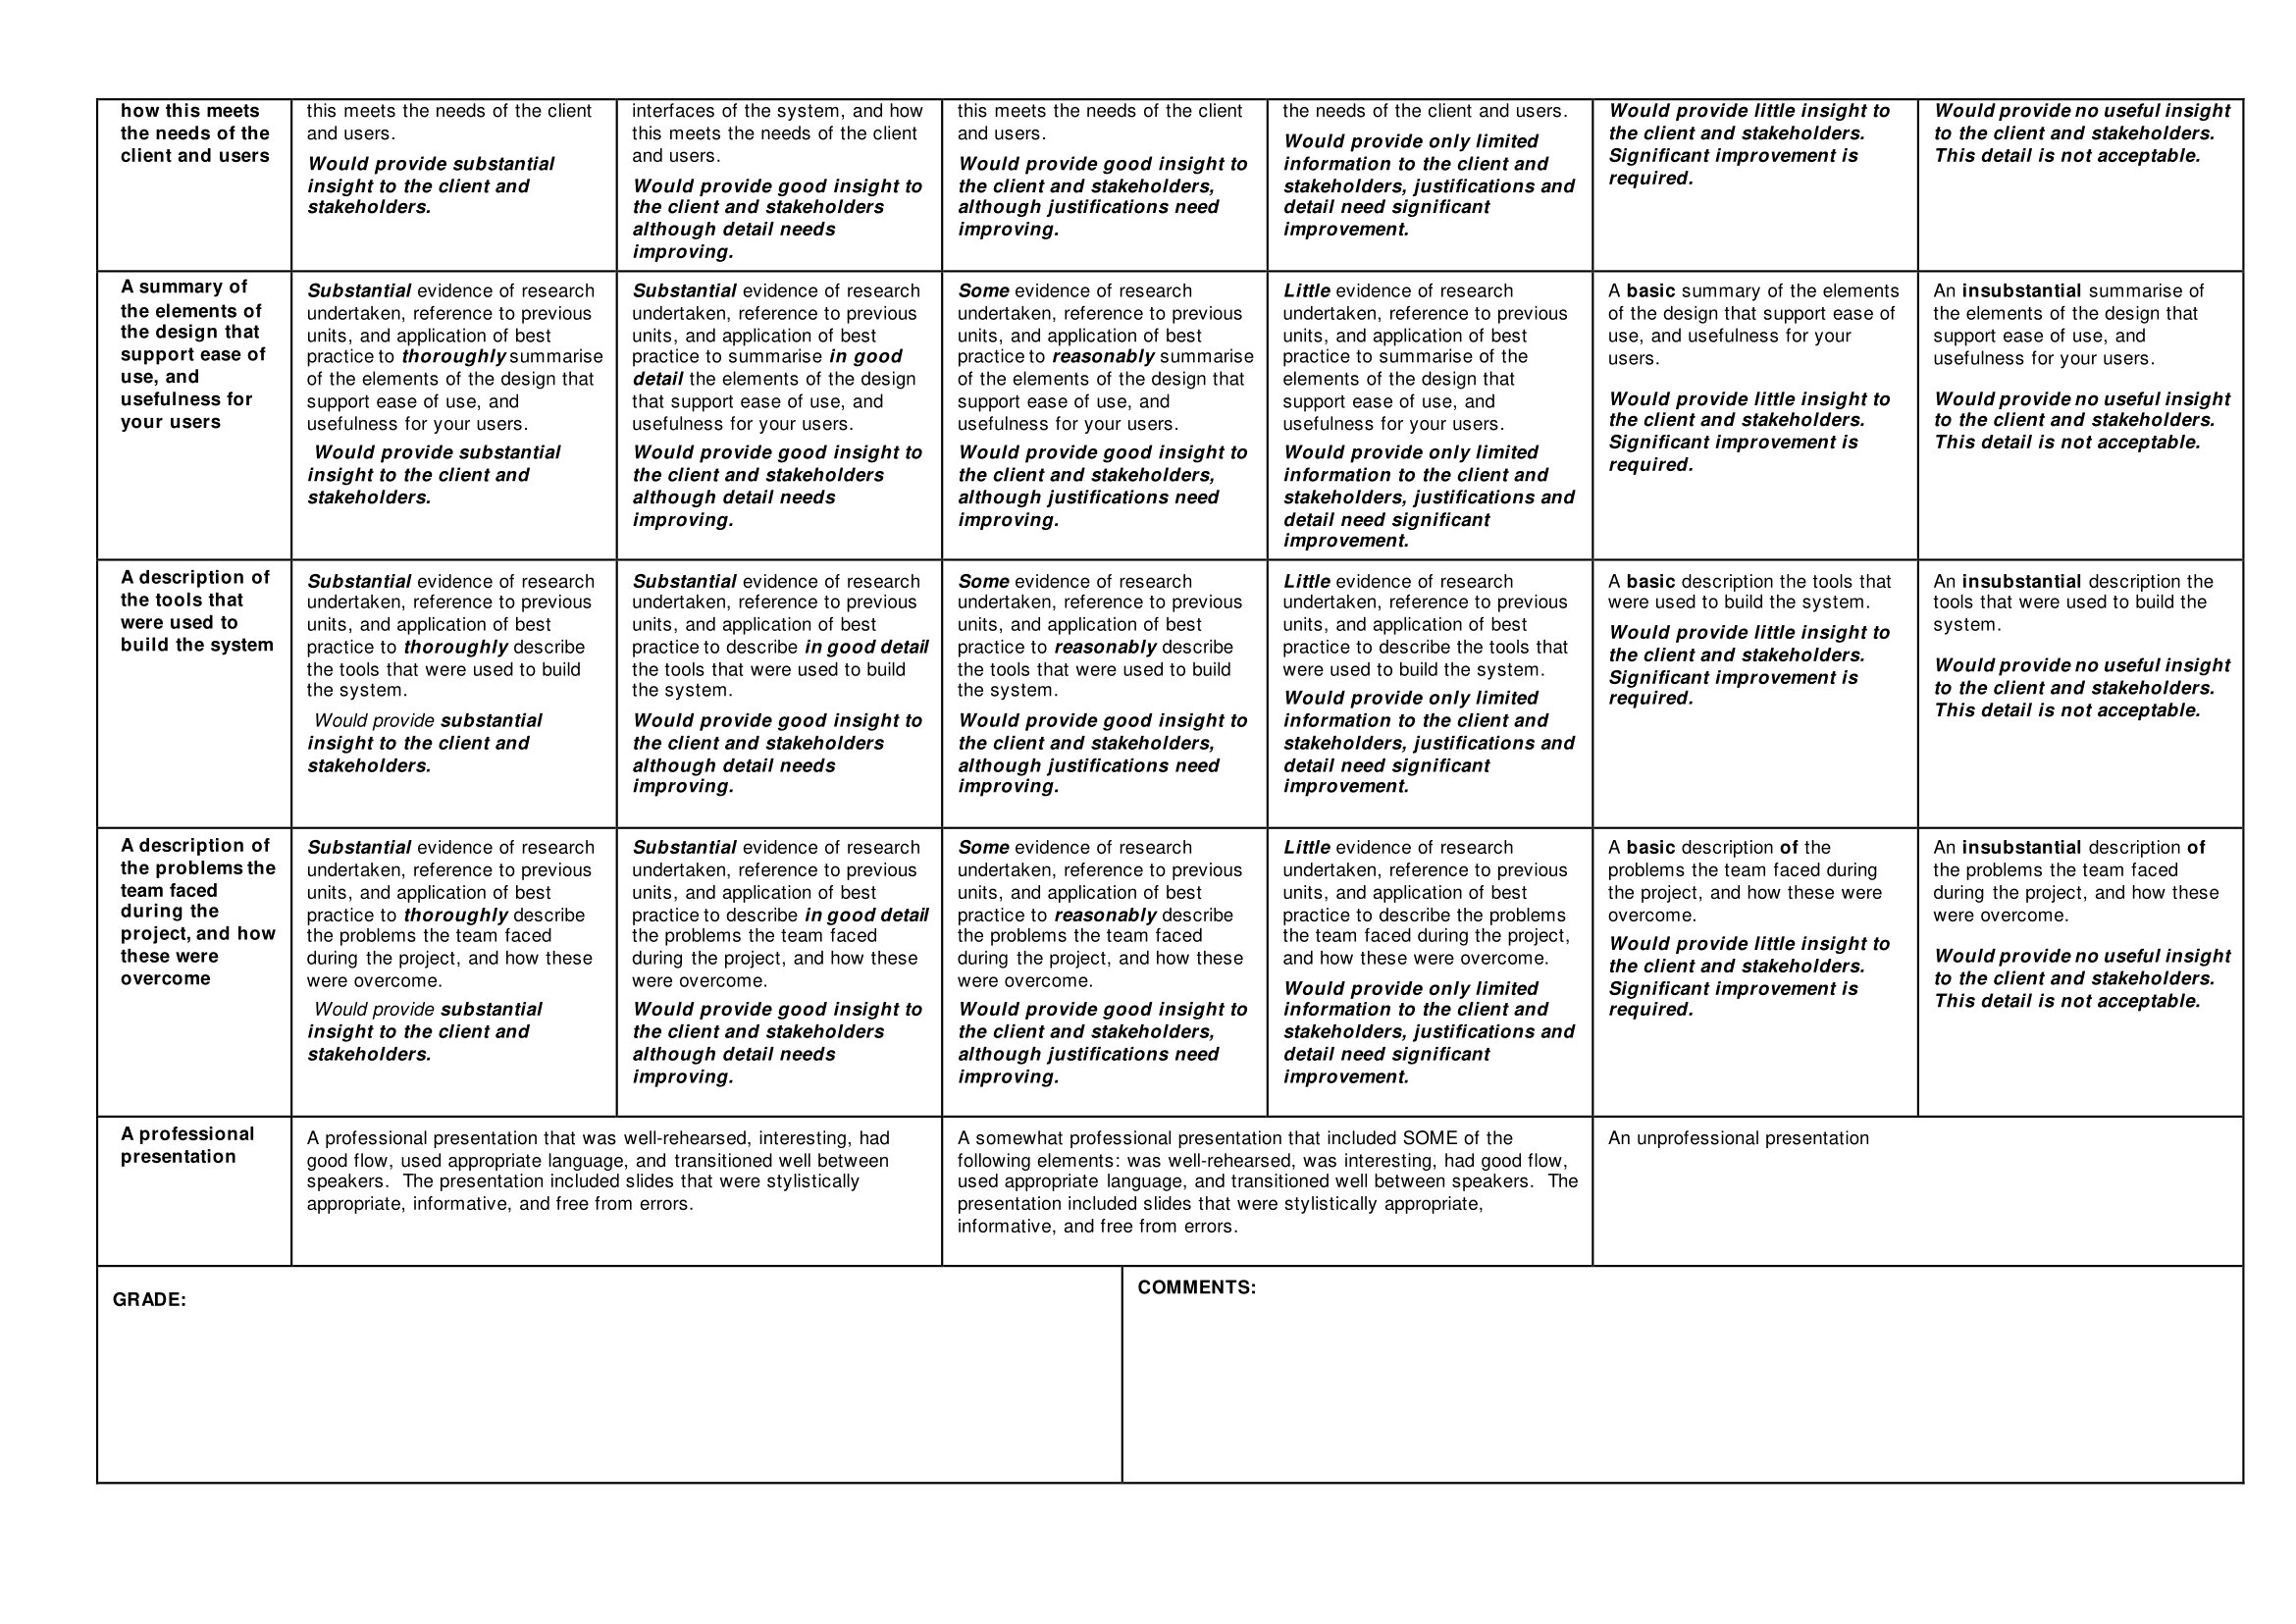 how this meets
the needs of the
client and users
this meets the needs of the client
and users.
Would provide substantial
insight to the client and
stakeholders.
interfaces of the system, and how
this meets the needs of the client
and users.
Would provide good insight to
the client and stakeholders
although detail needs
improving.
this meets the needs of the client
and users.
Would provide good insight to
the client and stakeholders,
although justifications need
improving.
the needs of the client and users.
Would provide only limited
information to the client and
stakeholders, justifications and
detail need significant
improvement.
Would provide little insight to
the client and stakeholders.
Significant improvement is
required.
Would provide no useful insight
to the client and stakeholders.
This detail is not acceptable.
A summary of
the elements of
the design that
support ease of
use, and
usefulness for
your users
Substantial evidence of research
undertaken, reference to previous
units, and application of best
practice to thoroughly summarise
of the elements of the design that
support ease of use, and
usefulness for your users.
Would provide substantial
insight to the client and
stakeholders.
Substantial evidence of research
undertaken, reference to previous
units, and application of best
practice to summarise in good
detail the elements of the design
that support ease of use, and
usefulness for your users.
Would provide good insight to
the client and stakeholders
although detail needs
improving.
Some evidence of research
undertaken, reference to previous
units, and application of best
practice to reasonably summarise
of the elements of the design that
support ease of use, and
usefulness for your users.
Would provide good insight to
the client and stakeholders,
although justifications need
improving.
Little evidence of research
undertaken, reference to previous
units, and application of best
practice to summarise of the
elements of the design that
support ease of use, and
usefulness for your users.
Would provide only limited
information to the client and
stakeholders, justifications and
detail need significant
improvement.
A basic summary of the elements
of the design that support ease of
use, and usefulness for your
users.
Would provide little insight to
the client and stakeholders.
Significant improvement is
required.
An insubstantial summarise of
the elements of the design that
support ease of use, and
usefulness for your users.
Would provide no useful insight
to the client and stakeholders.
This detail is not acceptable.
A description of
the tools that
were used to
build the system
Substantial evidence of research
undertaken, reference to previous
units, and application of best
practice to thoroughly describe
the tools that were used to build
the system.
Would provide substantial
insight to the client and
stakeholders.
Substantial evidence of research
undertaken, reference to previous
units, and application of best
practice to describe in good detail
the tools that were used to build
the system.
Would provide good insight to
the client and stakeholders
although detail needs
improving.
Some evidence of research
undertaken, reference to previous
units, and application of best
practice to reasonably describe
the tools that were used to build
the system.
Would provide good insight to
the client and stakeholders,
although justifications need
improving.
Little evidence of research
undertaken, reference to previous
units, and application of best
practice to describe the tools that
were used to build the system.
Would provide only limited
information to the client and
stakeholders, justifications and
detail need significant
improvement.
A basic description the tools that
were used to build the system.
Would provide little insight to
the client and stakeholders.
Significant improvement is
required.
An insubstantial description the
tools that were used to build the
system.
Would provide no useful insight
to the client and stakeholders.
This detail is not acceptable.
A description of
the problems the
team faced
during the
project, and how
these were
overcome
Substantial evidence of research
undertaken, reference to previous
units, and application of best
practice to thoroughly describe
the problems the team faced
during the project, and how these
were overcome.
Would provide substantial
insight to the client and
stakeholders.
Substantial evidence of research
undertaken, reference to previous
units, and application of best
practice to describe in good detail
the problems the team faced
during the project, and how these
were overcome.
Would provide good insight to
the client and stakeholders
although detail needs
improving.
Some evidence of research
undertaken, reference to previous
units, and application of best
practice to reasonably describe
the problems the team faced
during the project, and how these
were overcome.
Would provide good insight to
the client and stakeholders,
although justifications need
improving.
Little evidence of research
undertaken, reference to previous
units, and application of best
practice to describe the problems
the team faced during the project,
and how these were overcome.
Would provide only limited
information to the client and
stakeholders, justifications and
detail need significant
improvement.
A basic description of the
problems the team faced during
the project, and how these were
overcome.
Would provide little insight to
the client and stakeholders.
Significant improvement is
required.
An insubstantial description of
the problems the team faced
during the project, and how these
were overcome.
Would provide no useful insight
to the client and stakeholders.
This detail is not acceptable.
A professional
presentation
A professional presentation that was well-rehearsed, interesting, had
good flow, used appropriate language, and transitioned well between
speakers. The presentation included slides that were stylistically
appropriate, informative, and free from errors.
A somewhat professional presentation that included SOME of the
following elements: was well-rehearsed, was interesting, had good flow,
used appropriate language, and transitioned well between speakers. The
presentation included slides that were stylistically appropriate,
informative, and free from errors.
An unprofessional presentation
GRADE:
COMMENTS: